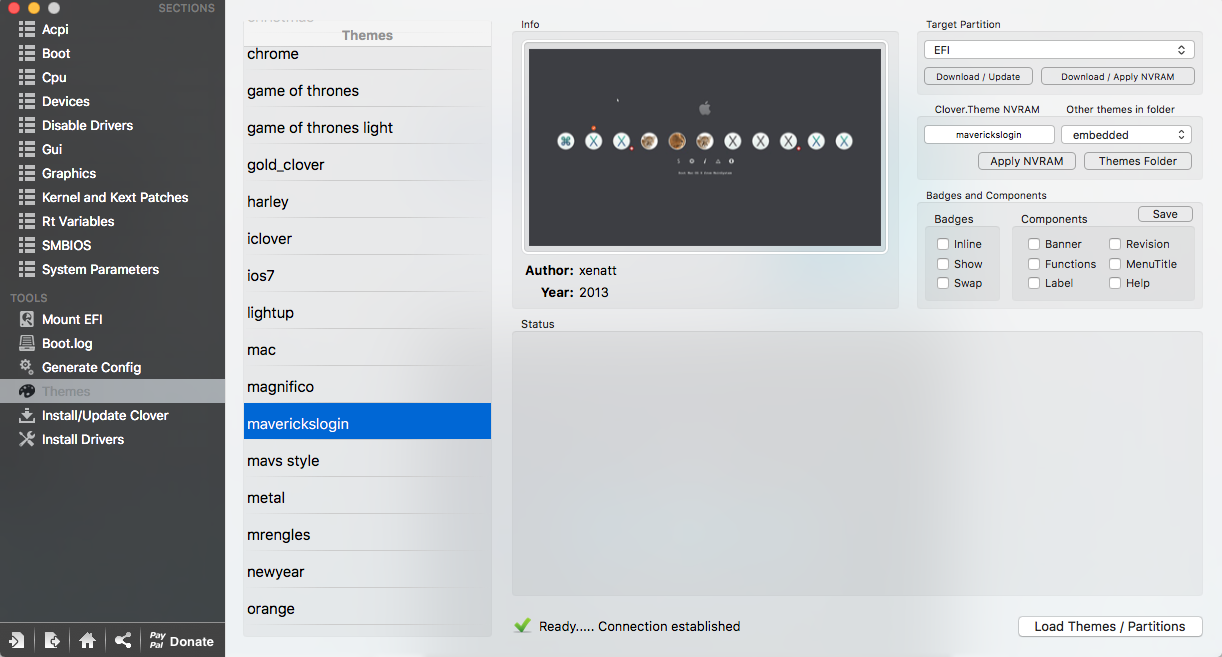 SECTIONS
Acpi
Boot
Cpu
Devices
Disable Drivers
Gui
Graphics
Kernel and Kext Patches
Rt Variables
SMBIOS
System Parameters
TOOLS
Mount EFI
Boot.log
Generate Config
Themes
Install/Update Clover
Install Drivers
Pay
Pal
Donate
Themes
chrome
game of thrones
game of thrones light
gold_clover
harley
iclover
ios7
lightup
mac
magnifico
maverickslogin
mavs style
metal
mrengles
newyear
orange
Info
Author: xenatt
Year: 2013
Status
Ready..... Connection established
Target Partition
EFI
Download / Update
Download / Apply NVRAM
Clover.Theme NVRAM
Other themes in folder
maverickslogin
embedded
Apply NVRAM
Themes Folder
Badges and Components
Save
Badges
Inline
Show
Swap
Components
Banner
Revision
Functions
MenuTitle
Label
Help
Load Themes / Partitions